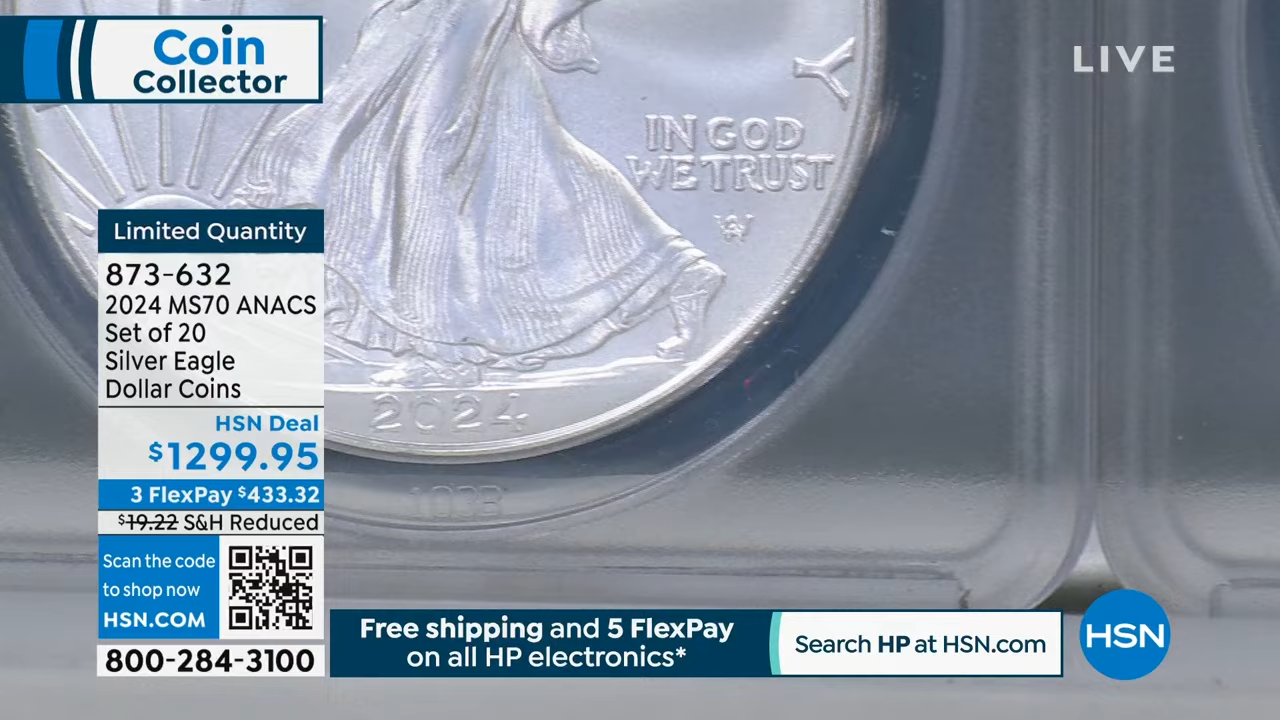 Coin
Collector
LIVE
Y
IN GOD
WE TRUST
Limited Quantity
873-632
2024 MS70 ANACS
Set of 20
Silver Eagle
Dollar Coins
HSN Deal
$1299.95
3 FlexPay $433.32
$19.22 S&H Reduced
Scan the code
to shop now
HSN.COM
800-284-3100
2024
Free shipping and 5 FlexPay
on all HP electronics*
Search HP at HSN.com
HSN